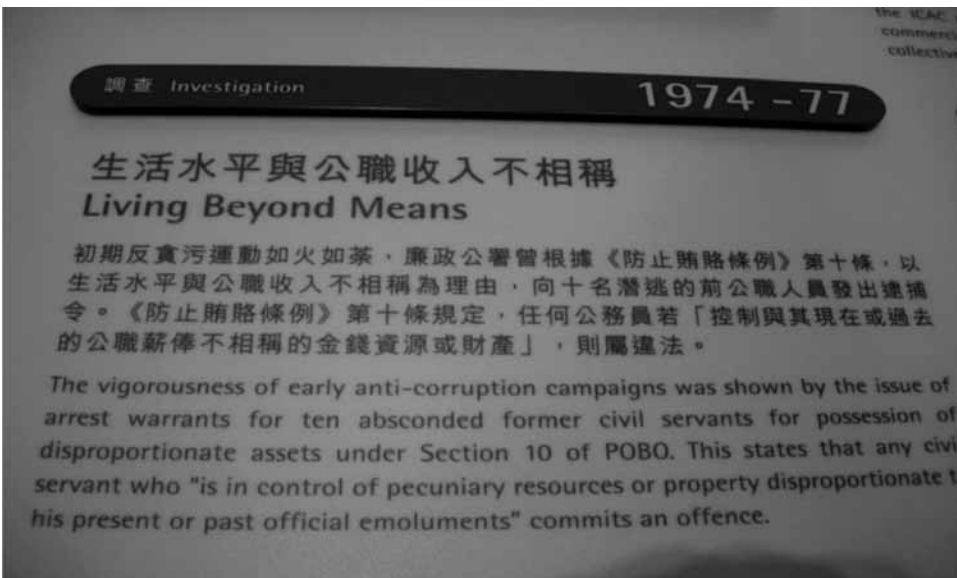 the ICAC
commerci
collective
調查 Investigation
1974 – 77
生活水平與公職收入不相稱
Living Beyond Means
初期反貪污運動如火如荼，廉政公署曾根據《防止賄賂條例》第十條，以
生活水平與公職收入不相稱為理由，向十名潛逃的前公職人員發出逮捕
令。《防止賄賂條例》第十條規定，任何公務員若「控制與其現在或過去
的公職薪俸不相稱的金錢資源或財產」，則屬違法。
The vigorousness of early anti-corruption campaigns was shown by the issue of
arrest warrants for ten absconded former civil servants for possession of
disproportionate assets under Section 10 of POBO. This states that any civi
servant who "is in control of pecuniary resources or property disproportionate t
his present or past official emoluments" commits an offence.